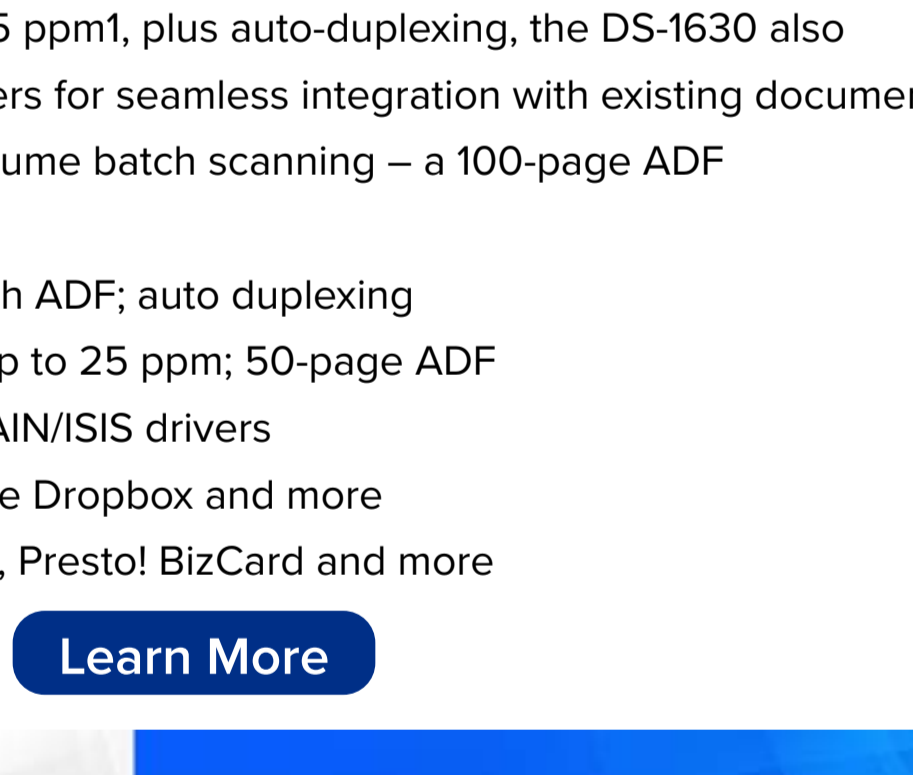 5 ppm1, plus auto-duplexing, the DS-1630 also
ers for seamless integration with existing documen
ume batch scanning – a 100-page ADF
h ADF; auto duplexing
p to 25 ppm; 50-page ADF
AIN/ISIS drivers
e Dropbox and more
, Presto! BizCard and more
Learn More